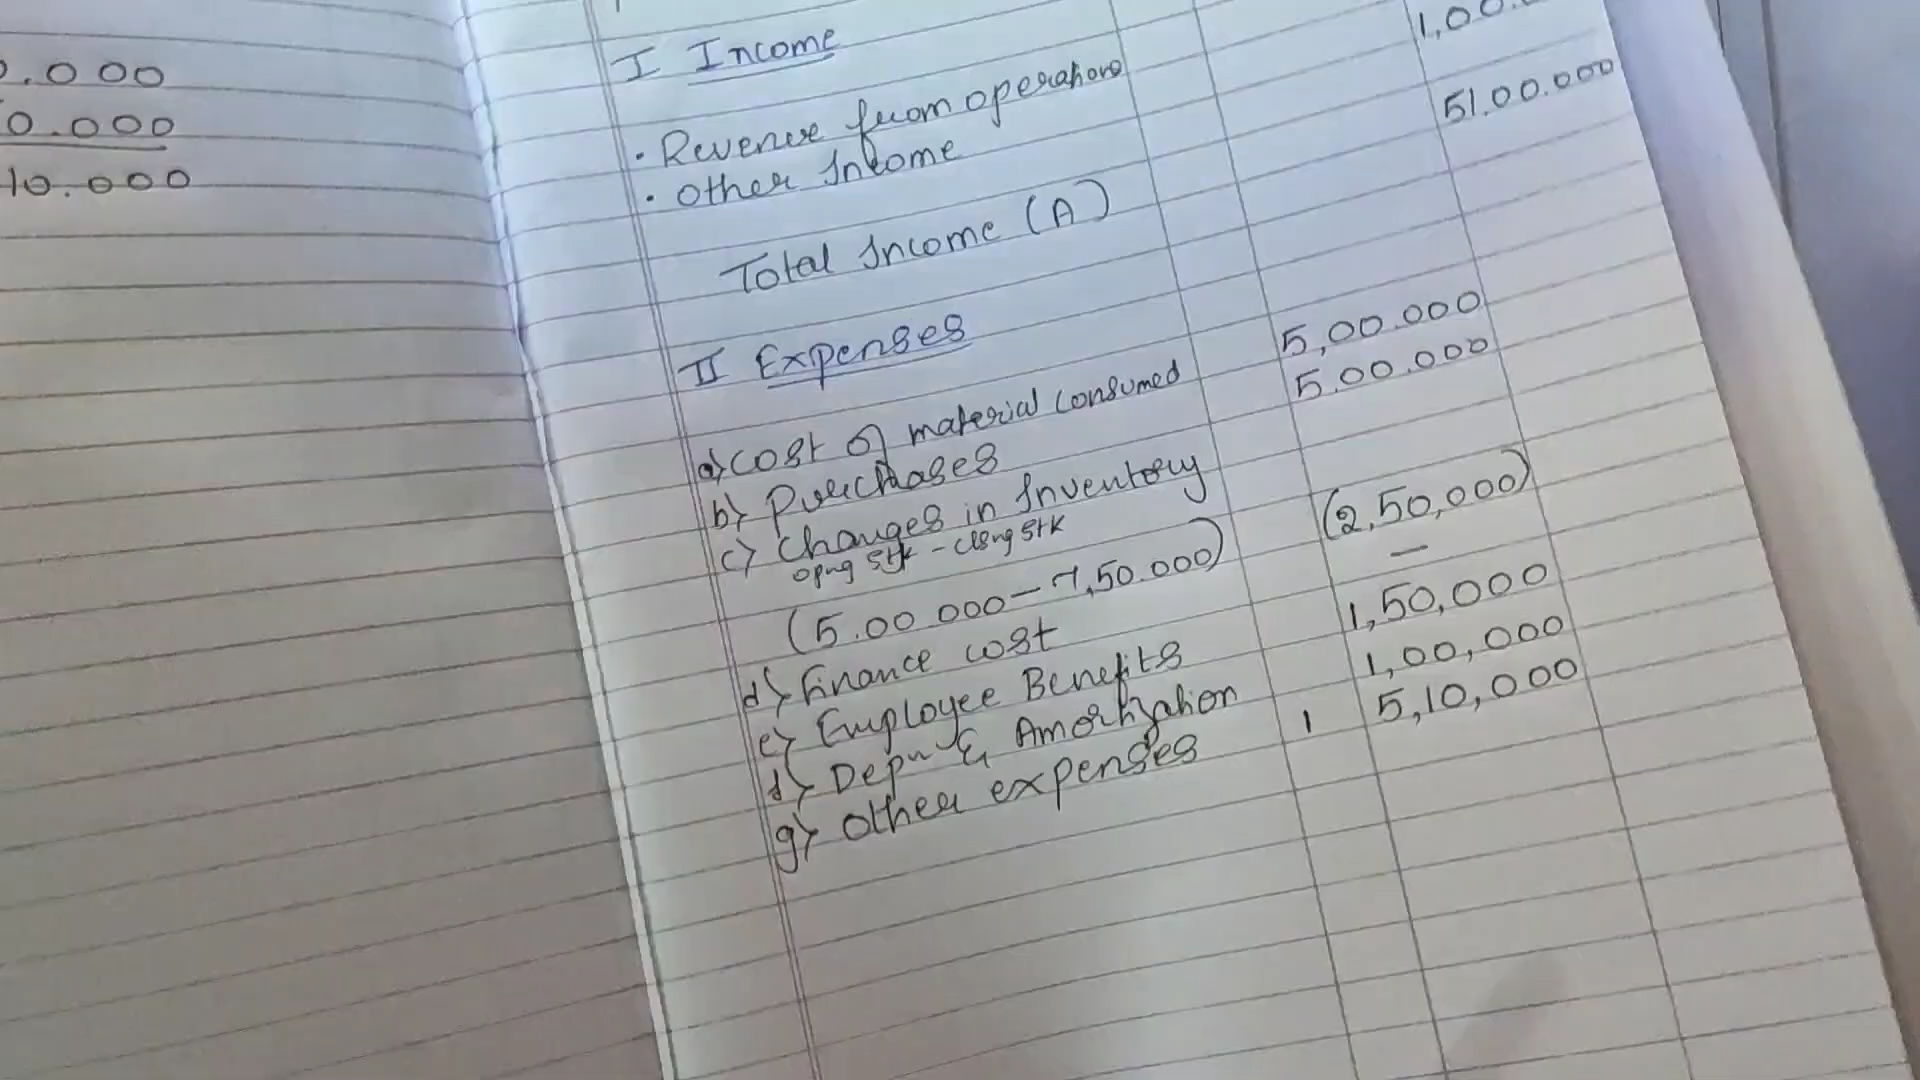 0.000
0.000
10.000
I Income
1,00.
· Revenue from operations
51.00.000
· Other Income
Total Income (A)
II Expenses
a) Cost of material consumed 5,00.000
b) Purchases 5.00.000
c) Changes in Inventory
opng Stk - clsng Stk
(5.00 000 - 7,50.000) (2,50,000)
d) Finance cost —
e) Employee Benefits 1,50,000
d) Depn & Amortization 1,00,000
g) Other expenses 1 5,10,000